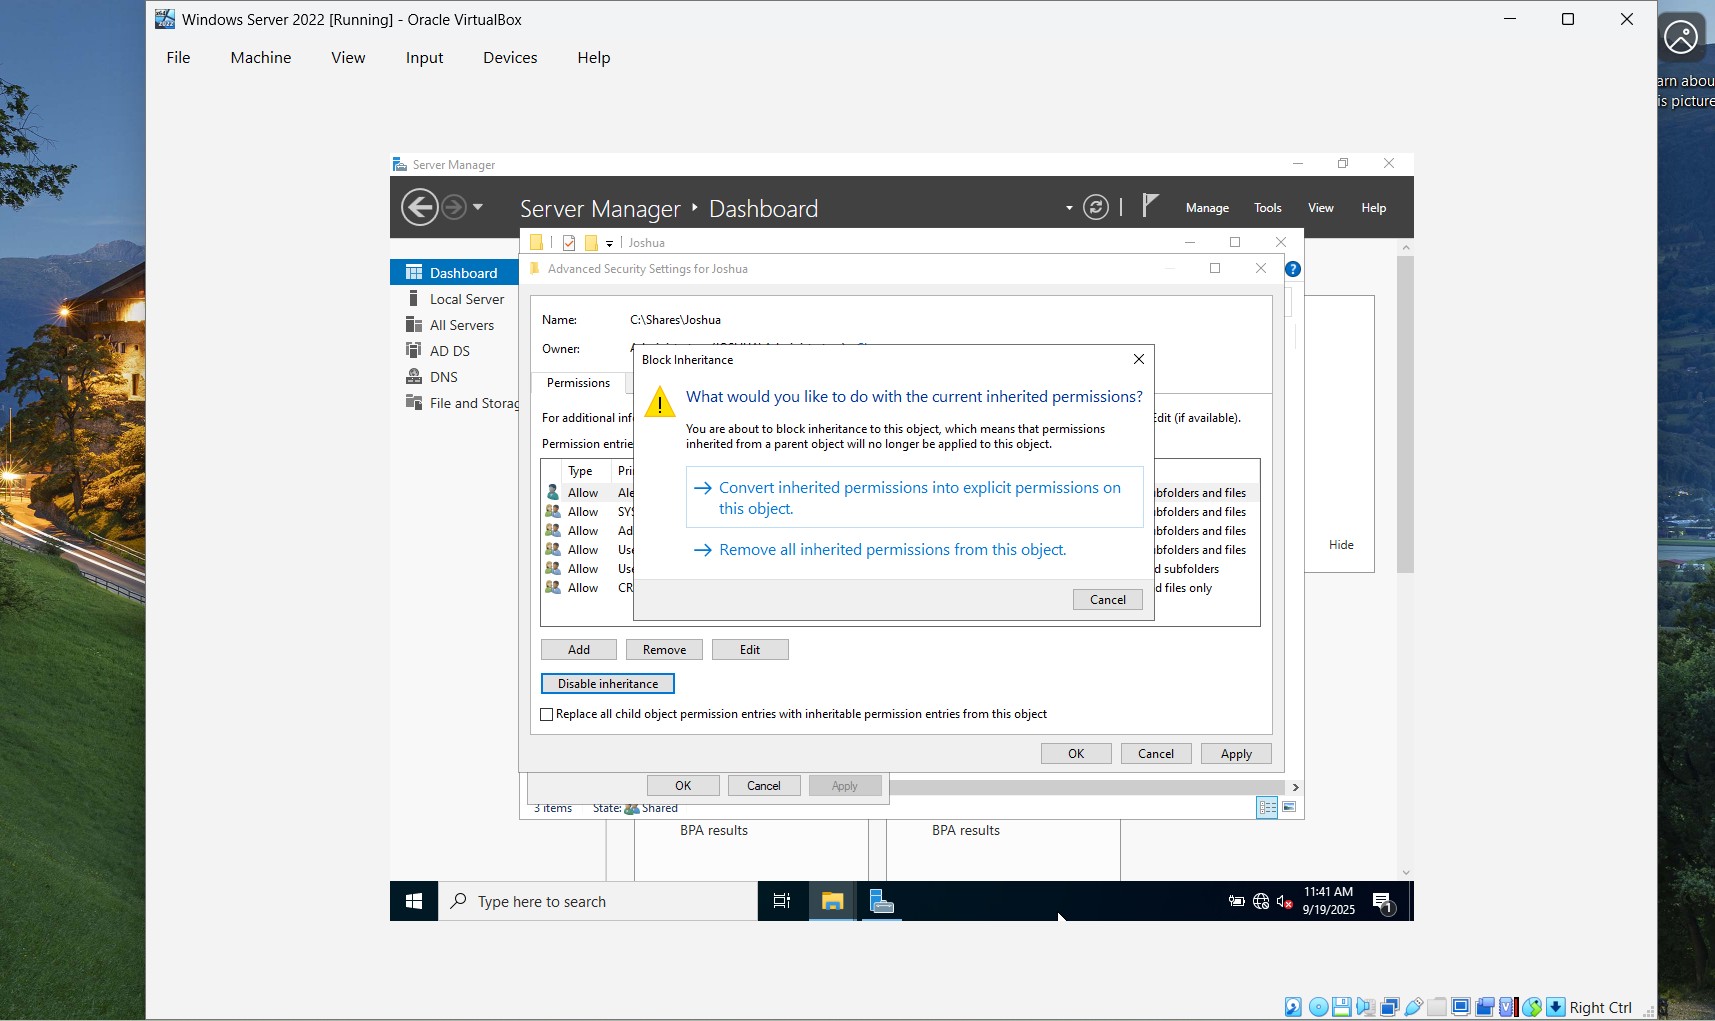 Windows Server 2022 [Running] - Oracle VirtualBox
File Machine View Input Devices Help
arn abou
is picture
Server Manager
Server Manager ‣ Dashboard
Manage Tools View Help
Joshua
Dashboard
Local Server
All Servers
AD DS
DNS
File and Storag
Advanced Security Settings for Joshua
Name: C:\Shares\Joshua
Owner:
Permissions
For additional inf
Edit (if available).
Permission entrie
Type Pri
Allow Ale
bfolders and files
Allow SYS
bfolders and files
Allow Ad
bfolders and files
Allow Use
bfolders and files
Allow Use
d subfolders
Allow CR
d files only
Block Inheritance
What would you like to do with the current inherited permissions?
You are about to block inheritance to this object, which means that permissions
inherited from a parent object will no longer be applied to this object.
Convert inherited permissions into explicit permissions on
this object.
Remove all inherited permissions from this object.
Cancel
Hide
Add Remove Edit
Disable inheritance
Replace all child object permission entries with inheritable permission entries from this object
OK Cancel Apply
OK Cancel Apply
3 items State: Shared
BPA results BPA results
Type here to search
11:41 AM
9/19/2025
1
Right Ctrl